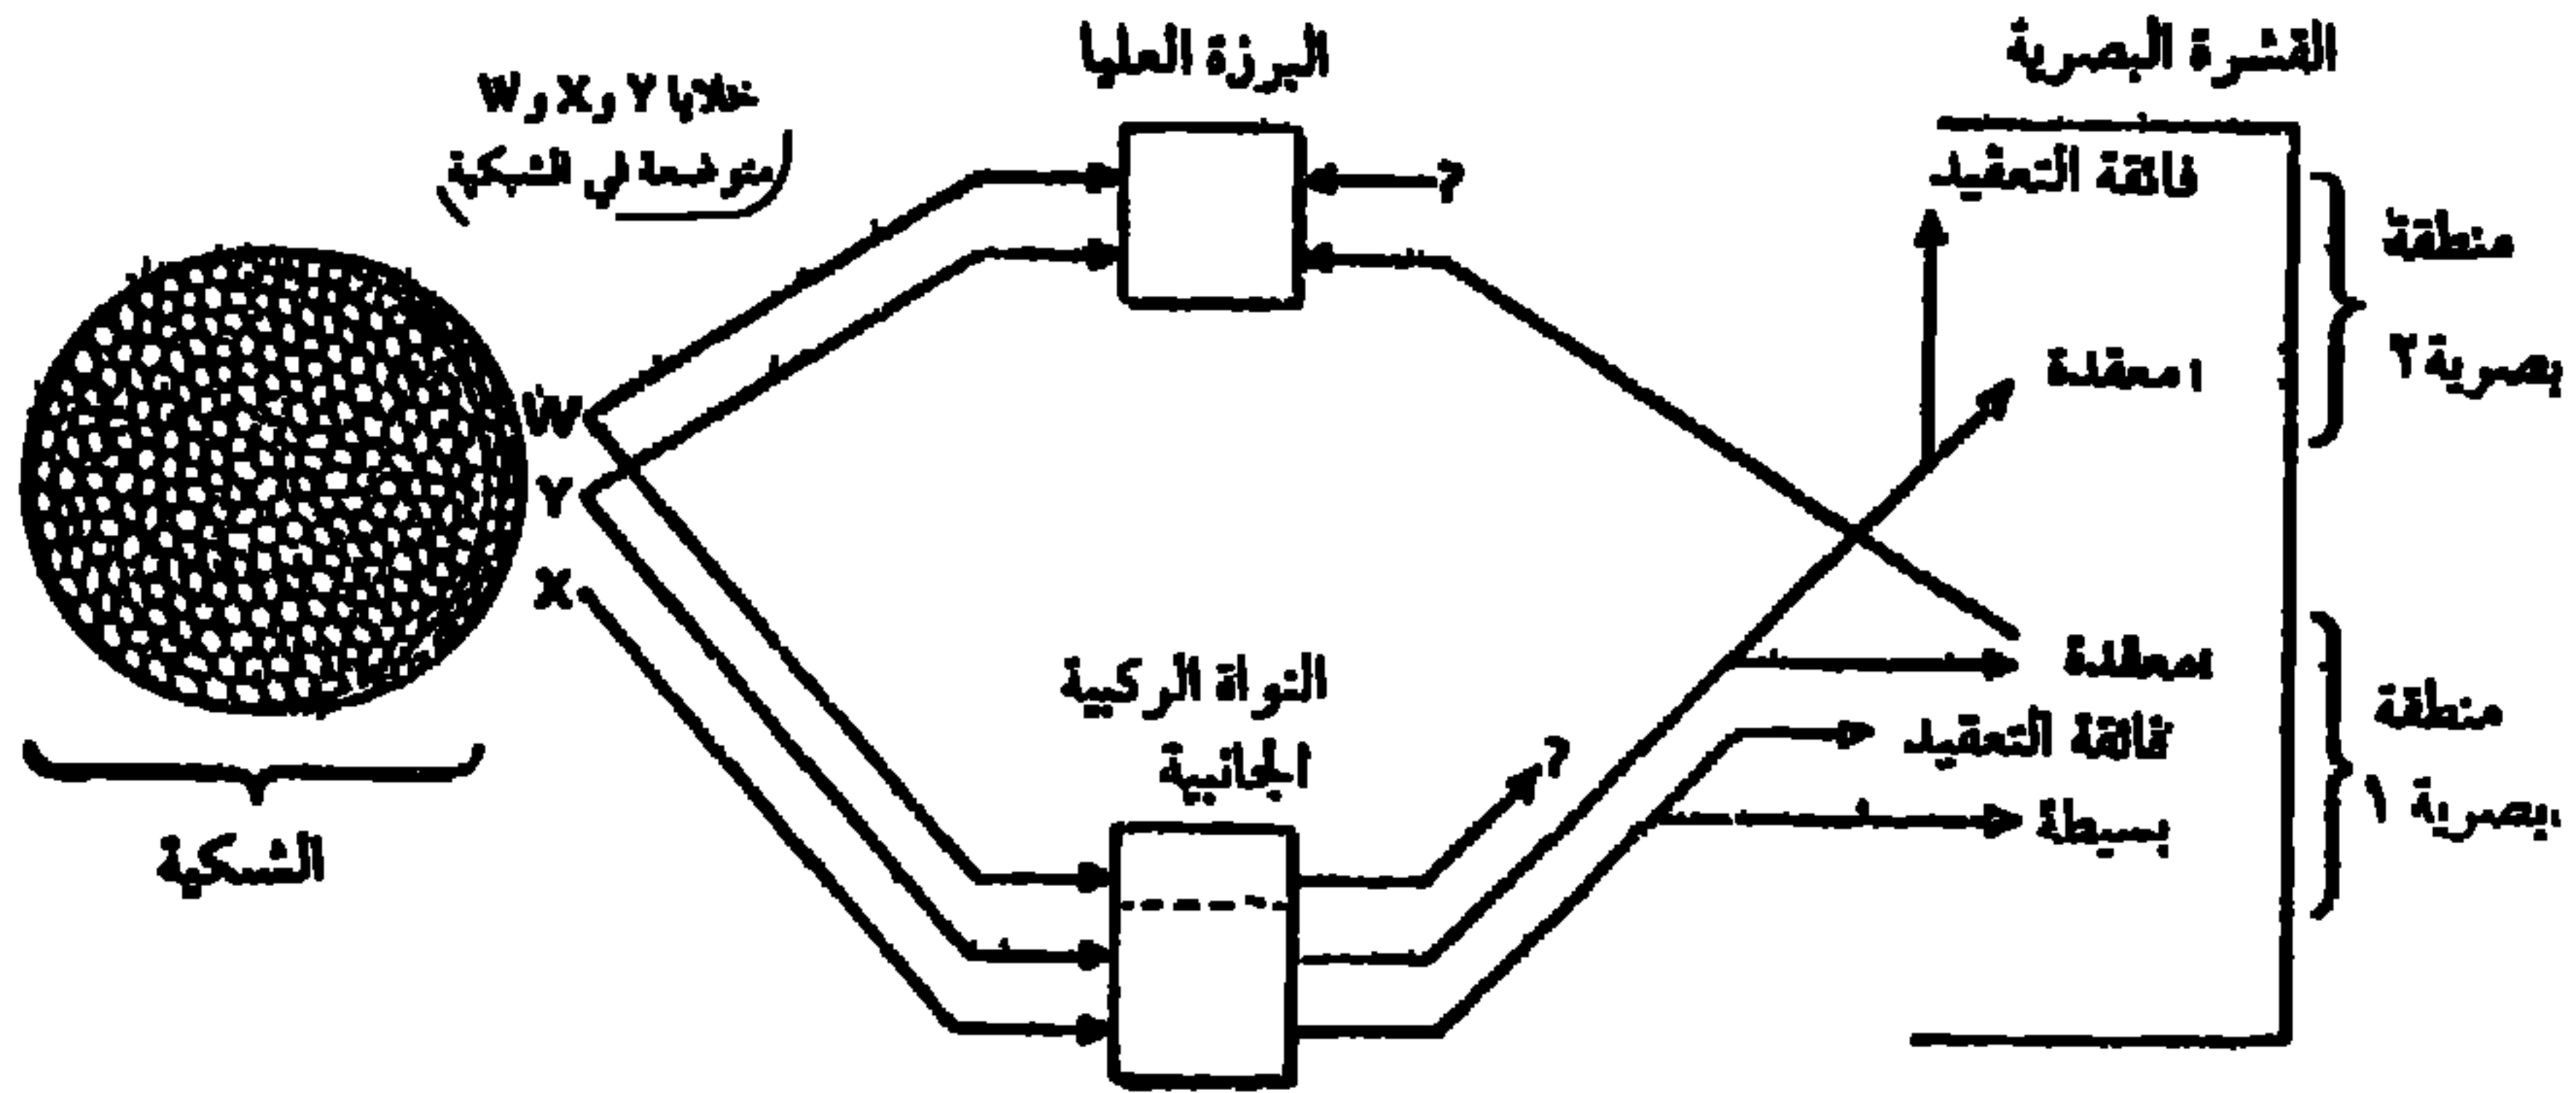 القشرة البصرية
البرزة العليا
خلايا Y و X و W
متوضعة في الشبكية
?
فائقة التعقيد
منطقة
بصرية ٢
معقدة
W
Y
X
معقدة
فائقة التعقيد
بسيطة
منطقة
بصرية ١
النواة الركبية
الجانبية
?
الشبكية